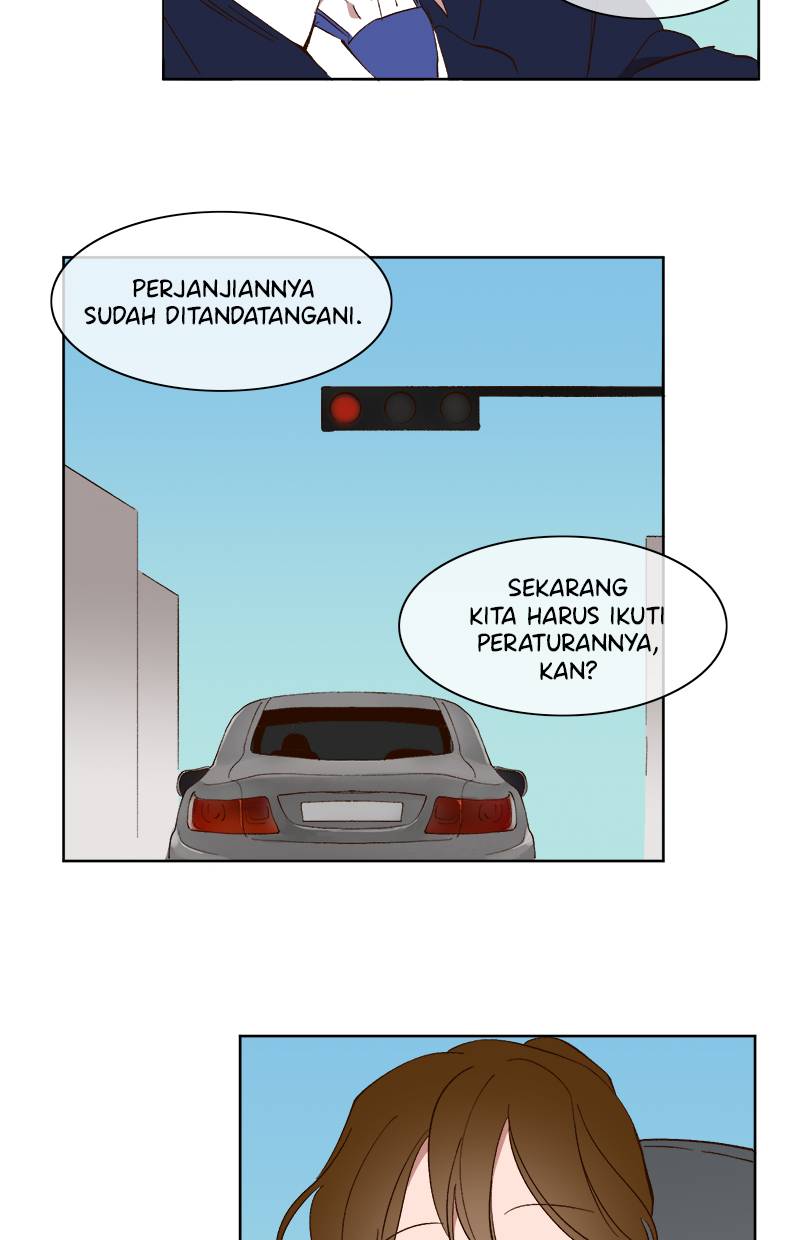 PERJANJIANNYA
SUDAH DITANDATANGANI.
SEKARANG
KITA HARUS IKUTI
PERATURANNYA,
KAN?